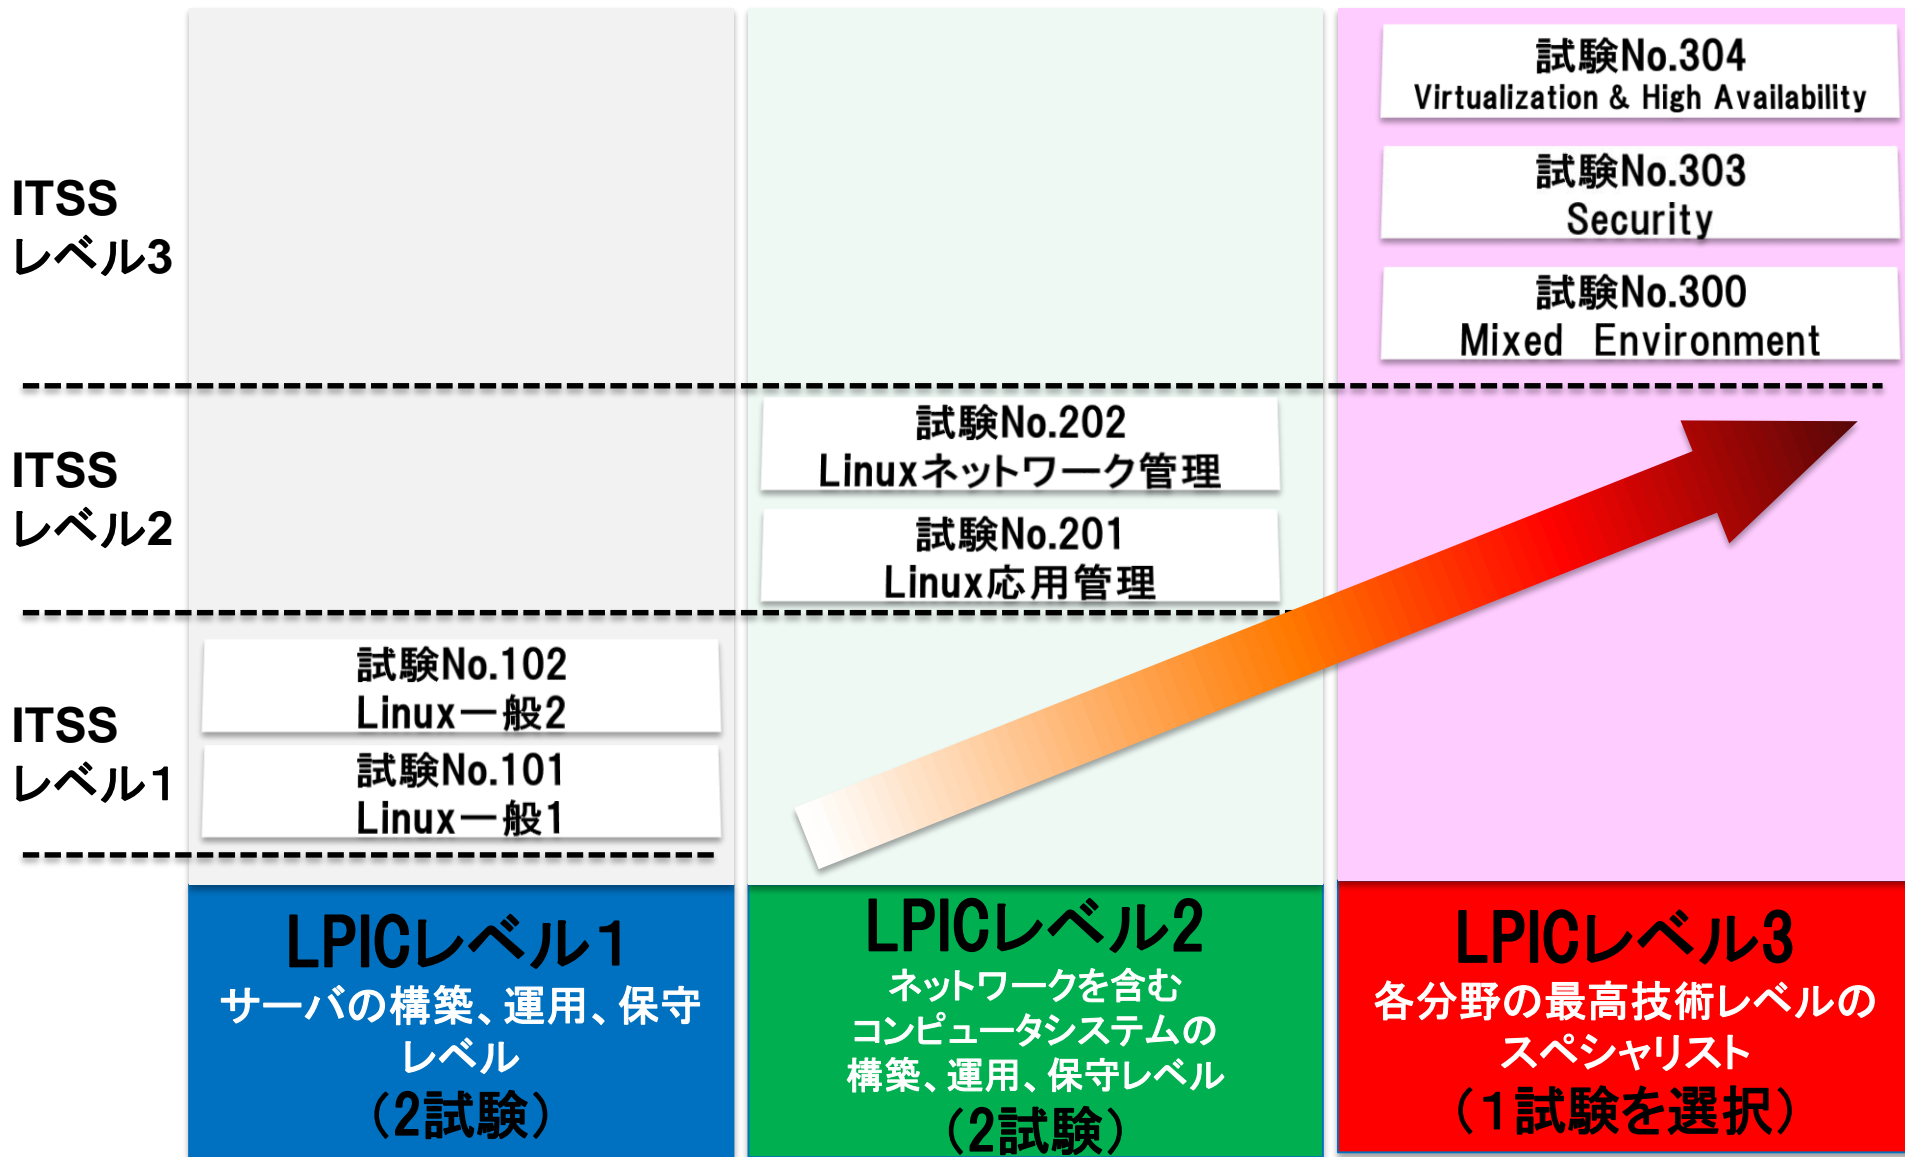 試験No.304
Virtualization & High Availability
試験No.303
Security
試験No.300
Mixed　Environment
ITSS
レベル3
試験No.202
Linuxネットワーク管理
試験No.201
Linux応用管理
ITSS
レベル2
試験No.102
Linux一般2
試験No.101
Linux一般1
ITSS
レベル１
LPICレベル１
サーバの構築、運用、保守
レベル
（2試験）
LPICレベル2
ネットワークを含む
コンピュータシステムの
構築、運用、保守レベル
（2試験）
LPICレベル3
各分野の最高技術レベルの
スペシャリスト
（１試験を選択）